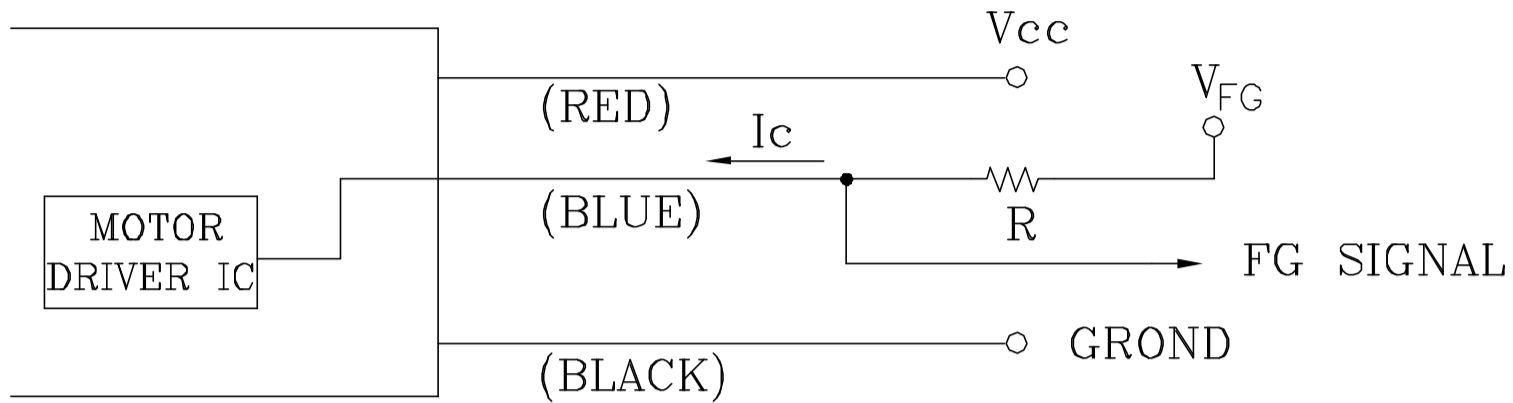 Vcc
(RED)
VFG
Ic
(BLUE)
R
MOTOR
DRIVER IC
FG SIGNAL
GROND
(BLACK)